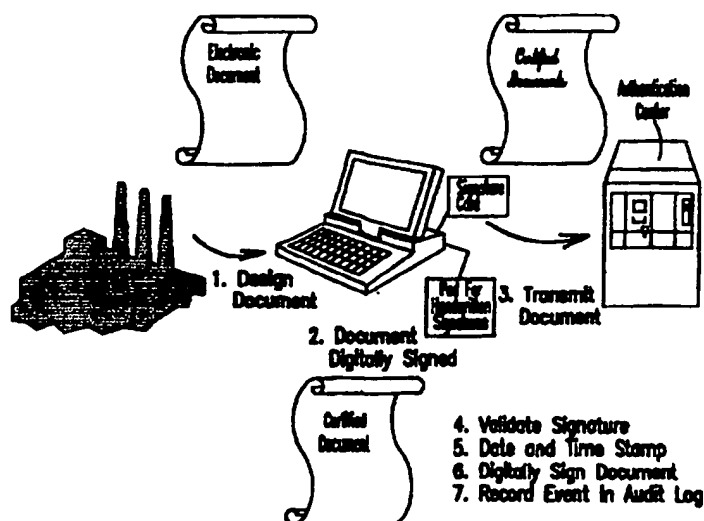 Electronic
Document
Certified
Documents
Authentication
Center
Signature
1. Design
Document
Pad For
Handwritten
Signatures
3. Transmit
Document
2. Document
Digitally Signed
Certified
Document
4. Validate Signature
5. Date and Time Stamp
6. Digitally Sign Document
7. Record Event In Audit Log